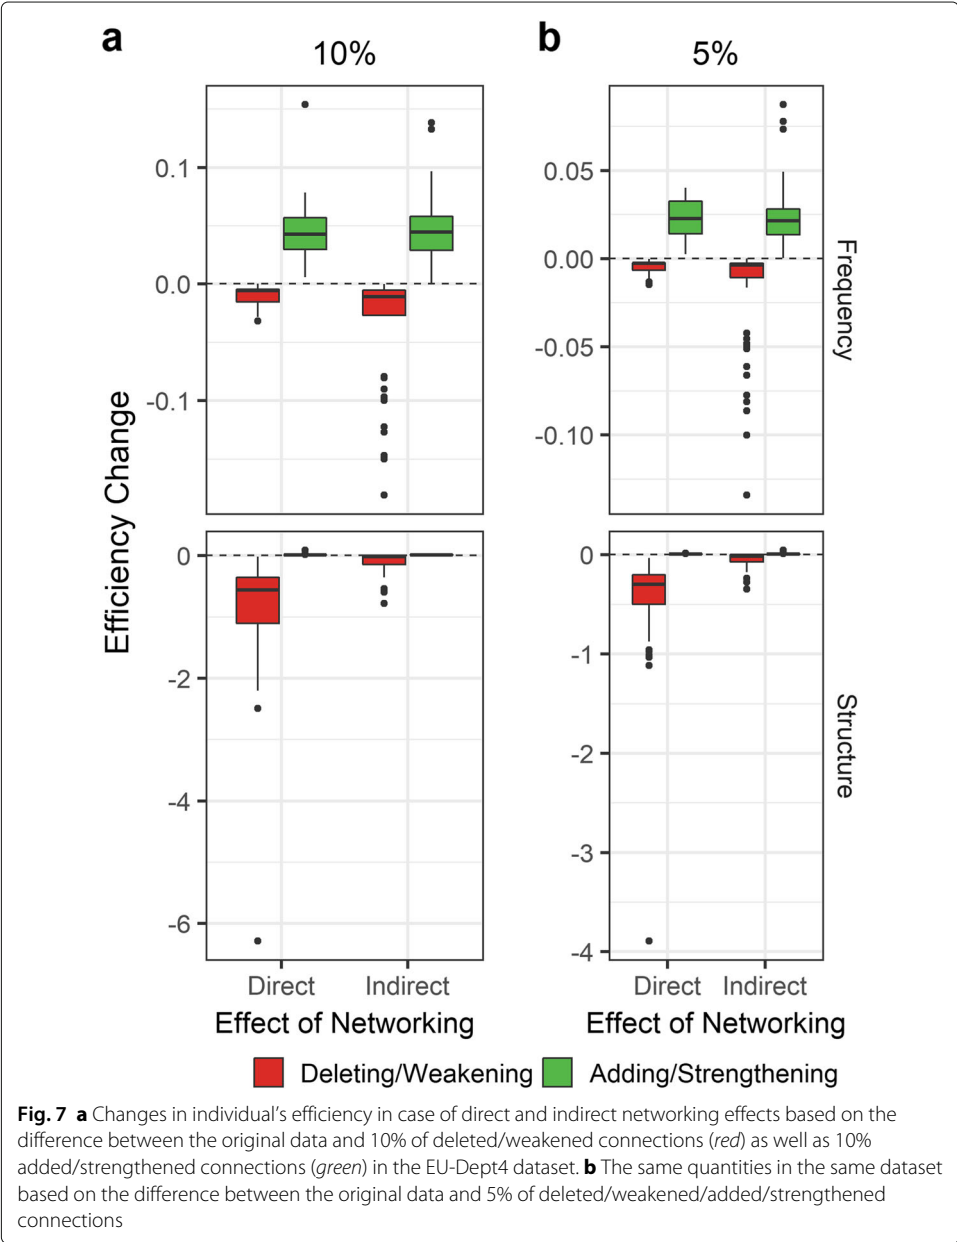 a
b
10%
5%
0.1
0.0
-0.1
0.05
0.00
-0.05
-0.10
Frequency
Efficiency Change
0
-2
-4
-6
0
-1
-2
-3
-4
Structure
Direct Indirect
Direct Indirect
Effect of Networking
Effect of Networking
Deleting/Weakening Adding/Strengthening
Fig. 7 a Changes in individual's efficiency in case of direct and indirect networking effects based on the
difference between the original data and 10% of deleted/weakened connections (red) as well as 10%
added/strengthened connections (green) in the EU-Dept4 dataset. b The same quantities in the same dataset
based on the difference between the original data and 5% of deleted/weakened/added/strengthened
connections